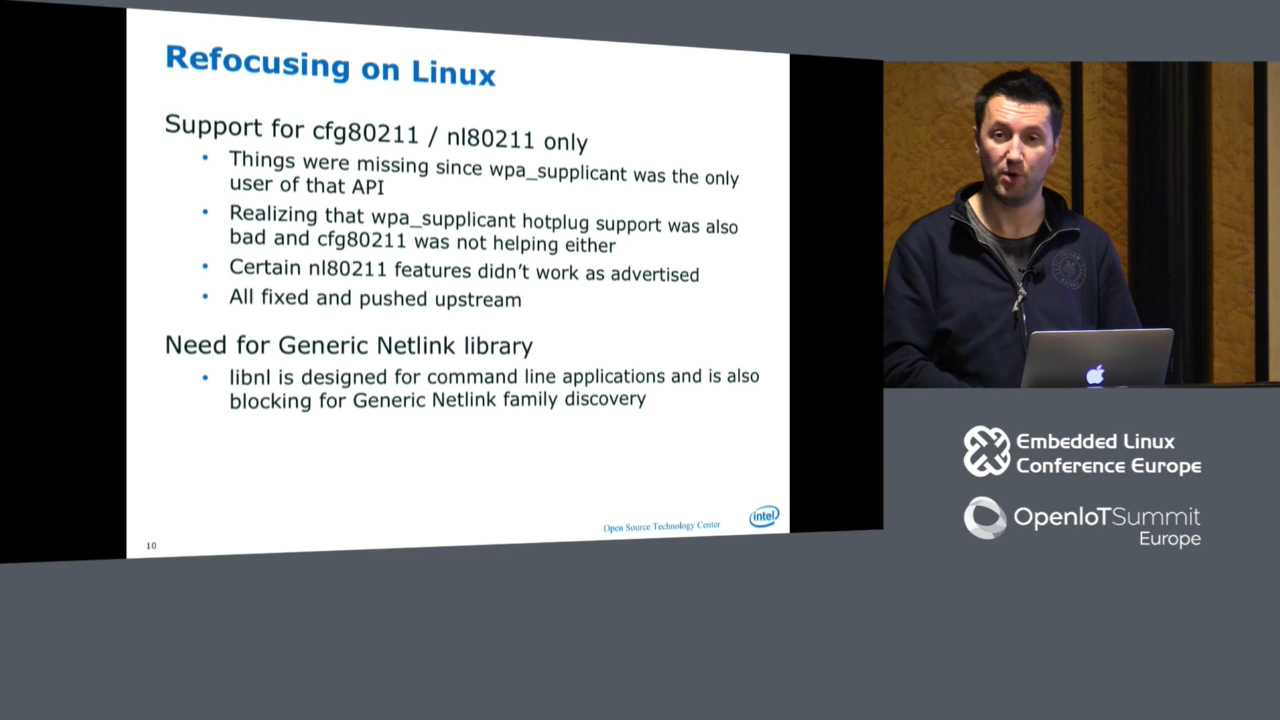 Refocusing on Linux
Support for cfg80211 / nl80211 only
• Things were missing since wpa_supplicant was the only
user of that API
• Realizing that wpa_supplicant hotplug support was also
bad and cfg80211 was not helping either
• Certain nl80211 features didn't work as advertised
• All fixed and pushed upstream
Need for Generic Netlink library
• libnl is designed for command line applications and is also
blocking for Generic Netlink family discovery
Open Source Technology Center
intel
10
Embedded Linux
Conference Europe
OpenIoTSummit
Europe